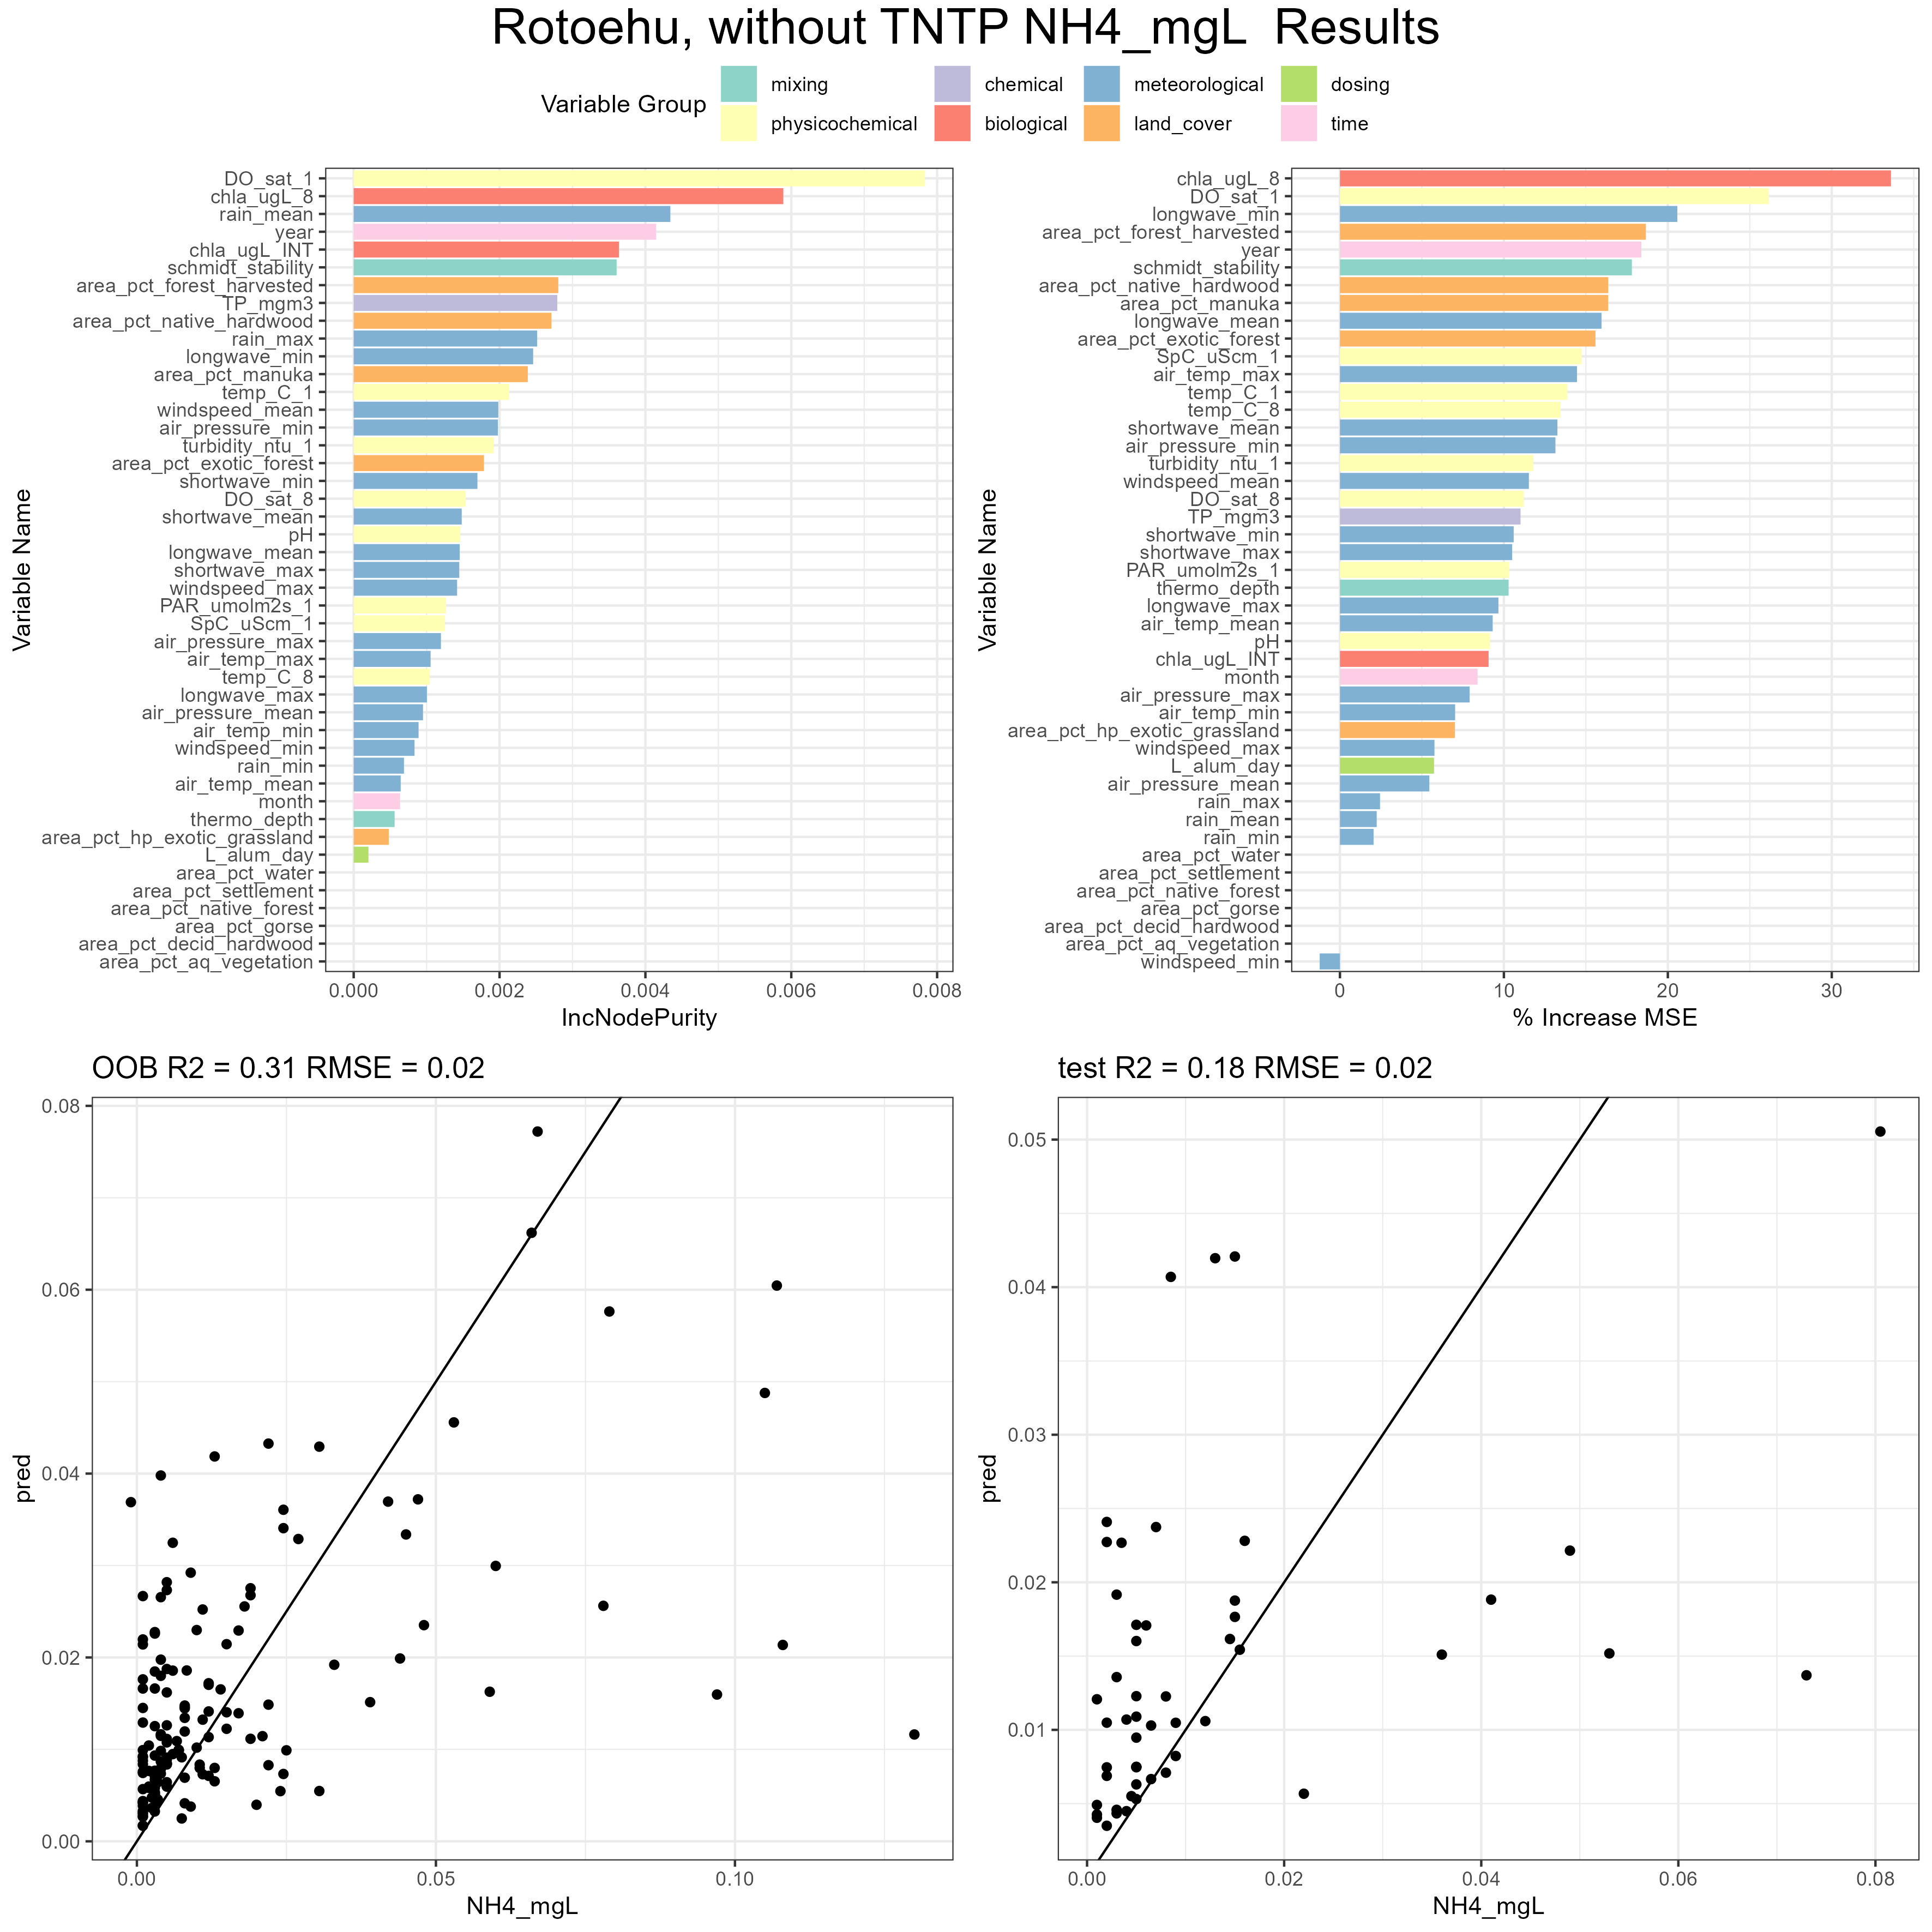 Rotoehu, without TNTP NH4_mgL  Results
Variable Group
mixing
chemical
meteorological
dosing
physicochemical
biological
land_cover
time
Variable Name
DO_sat_1
chla_ugL_8
rain_mean
year
chla_ugL_INT
schmidt_stability
area_pct_forest_harvested
TP_mgm3
area_pct_native_hardwood
rain_max
longwave_min
area_pct_manuka
temp_C_1
windspeed_mean
air_pressure_min
turbidity_ntu_1
area_pct_exotic_forest
shortwave_min
DO_sat_8
shortwave_mean
pH
longwave_mean
shortwave_max
windspeed_max
PAR_umolm2s_1
SpC_uScm_1
air_pressure_max
air_temp_max
temp_C_8
longwave_max
air_pressure_mean
air_temp_min
windspeed_min
rain_min
air_temp_mean
month
thermo_depth
area_pct_hp_exotic_grassland
L_alum_day
area_pct_water
area_pct_settlement
area_pct_native_forest
area_pct_gorse
area_pct_decid_hardwood
area_pct_aq_vegetation
0.000 0.002 0.004 0.006 0.008
IncNodePurity
Variable Name
chla_ugL_8
DO_sat_1
longwave_min
area_pct_forest_harvested
year
schmidt_stability
area_pct_native_hardwood
area_pct_manuka
longwave_mean
area_pct_exotic_forest
SpC_uScm_1
air_temp_max
temp_C_1
temp_C_8
shortwave_mean
air_pressure_min
turbidity_ntu_1
windspeed_mean
DO_sat_8
TP_mgm3
shortwave_min
shortwave_max
PAR_umolm2s_1
thermo_depth
longwave_max
air_temp_mean
pH
chla_ugL_INT
month
air_pressure_max
air_temp_min
area_pct_hp_exotic_grassland
windspeed_max
L_alum_day
air_pressure_mean
rain_max
rain_mean
rain_min
area_pct_water
area_pct_settlement
area_pct_native_forest
area_pct_gorse
area_pct_decid_hardwood
area_pct_aq_vegetation
windspeed_min
0 10 20 30
% Increase MSE
OOB R2 = 0.31 RMSE = 0.02
pred
0.08
0.06
0.04
0.02
0.00
0.00 0.05 0.10
NH4_mgL
test R2 = 0.18 RMSE = 0.02
pred
0.05
0.04
0.03
0.02
0.01
0.00 0.02 0.04 0.06 0.08
NH4_mgL